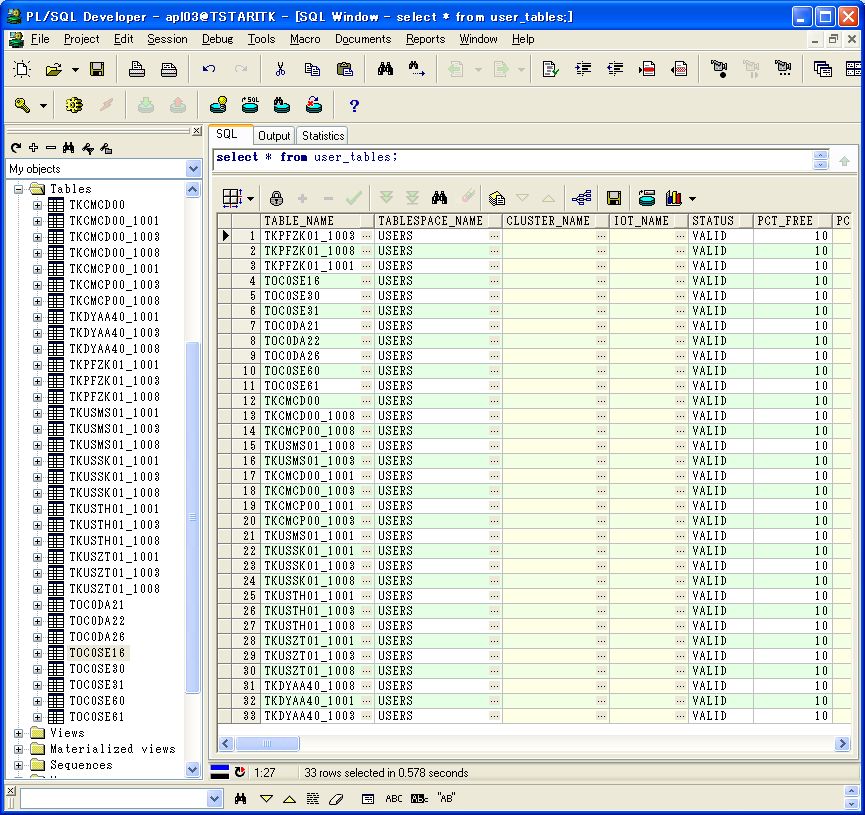 PL/SQL Developer - apl03@TSTARITK - [SQL Window - select * from user_tables;]
File Project Edit Session Debug Tools Macro Documents Reports Window Help
SQL Output Statistics
select * from user_tables;
My objects
Tables
TKCMCD00
TKCMCD00_1001
TKCMCD00_1003
TKCMCD00_1008
TKCMCP00_1001
TKCMCP00_1003
TKCMCP00_1008
TKDYAA40_1001
TKDYAA40_1003
TKDYAA40_1008
TKPFZK01_1001
TKPFZK01_1003
TKPFZK01_1008
TKUSMS01_1001
TKUSMS01_1003
TKUSMS01_1008
TKUSSK01_1001
TKUSSK01_1003
TKUSSK01_1008
TKUSTH01_1001
TKUSTH01_1003
TKUSTH01_1008
TKUSZT01_1001
TKUSZT01_1003
TKUSZT01_1008
TOCODA21
TOCODA22
TOCODA26
TOCOSE16
TOCOSE30
TOCOSE31
TOCOSE60
TOCOSE61
Views
Materialized views
Sequences
TABLE_NAME TABLESPACE_NAME CLUSTER_NAME IOT_NAME STATUS PCT_FREE PC
1 TKPFZK01_1003 ... USERS ... ... ... VALID 10
2 TKPFZK01_1008 ... USERS ... ... ... VALID 10
3 TKPFZK01_1001 ... USERS ... ... ... VALID 10
4 TOCOSE16 ... USERS ... ... ... VALID 10
5 TOCOSE30 ... USERS ... ... ... VALID 10
6 TOCOSE31 ... USERS ... ... ... VALID 10
7 TOCODA21 ... USERS ... ... ... VALID 10
8 TOCODA22 ... USERS ... ... ... VALID 10
9 TOCODA26 ... USERS ... ... ... VALID 10
10 TOCOSE60 ... USERS ... ... ... VALID 10
11 TOCOSE61 ... USERS ... ... ... VALID 10
12 TKCMCD00 ... USERS ... ... ... VALID 10
13 TKCMCD00_1008 ... USERS ... ... ... VALID 10
14 TKCMCP00_1008 ... USERS ... ... ... VALID 10
15 TKUSMS01_1008 ... USERS ... ... ... VALID 10
16 TKUSMS01_1003 ... USERS ... ... ... VALID 10
17 TKCMCD00_1001 ... USERS ... ... ... VALID 10
18 TKCMCD00_1003 ... USERS ... ... ... VALID 10
19 TKCMCP00_1001 ... USERS ... ... ... VALID 10
20 TKCMCP00_1003 ... USERS ... ... ... VALID 10
21 TKUSMS01_1001 ... USERS ... ... ... VALID 10
22 TKUSSK01_1001 ... USERS ... ... ... VALID 10
23 TKUSSK01_1003 ... USERS ... ... ... VALID 10
24 TKUSSK01_1008 ... USERS ... ... ... VALID 10
25 TKUSTH01_1001 ... USERS ... ... ... VALID 10
26 TKUSTH01_1003 ... USERS ... ... ... VALID 10
27 TKUSTH01_1008 ... USERS ... ... ... VALID 10
28 TKUSZT01_1001 ... USERS ... ... ... VALID 10
29 TKUSZT01_1003 ... USERS ... ... ... VALID 10
30 TKUSZT01_1008 ... USERS ... ... ... VALID 10
31 TKDYAA40_1008 ... USERS ... ... ... VALID 10
32 TKDYAA40_1001 ... USERS ... ... ... VALID 10
33 TKDYAA40_1003 ... USERS ... ... ... VALID 10
1:27 33 rows selected in 0.578 seconds
ABC "AB"